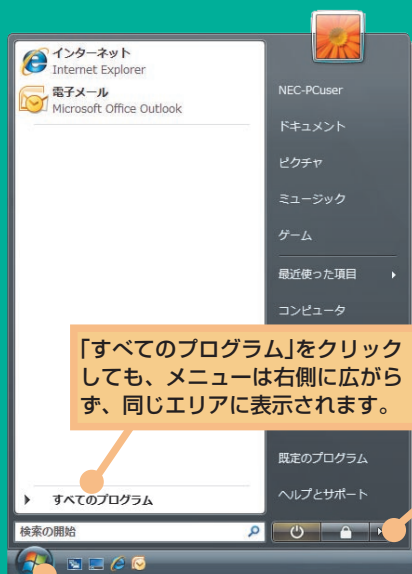 インターネット
Internet Explorer
電子メール
Microsoft Office Outlook
NEC-PCuser
ドキュメント
ピクチャ
ミュージック
ゲーム
最近使った項目
コンピュータ
「すべてのプログラム」をクリック
しても、メニューは右側に広がら
ず、同じエリアに表示されます。
既定のプログラム
ヘルプとサポート
すべてのプログラム
検索の開始